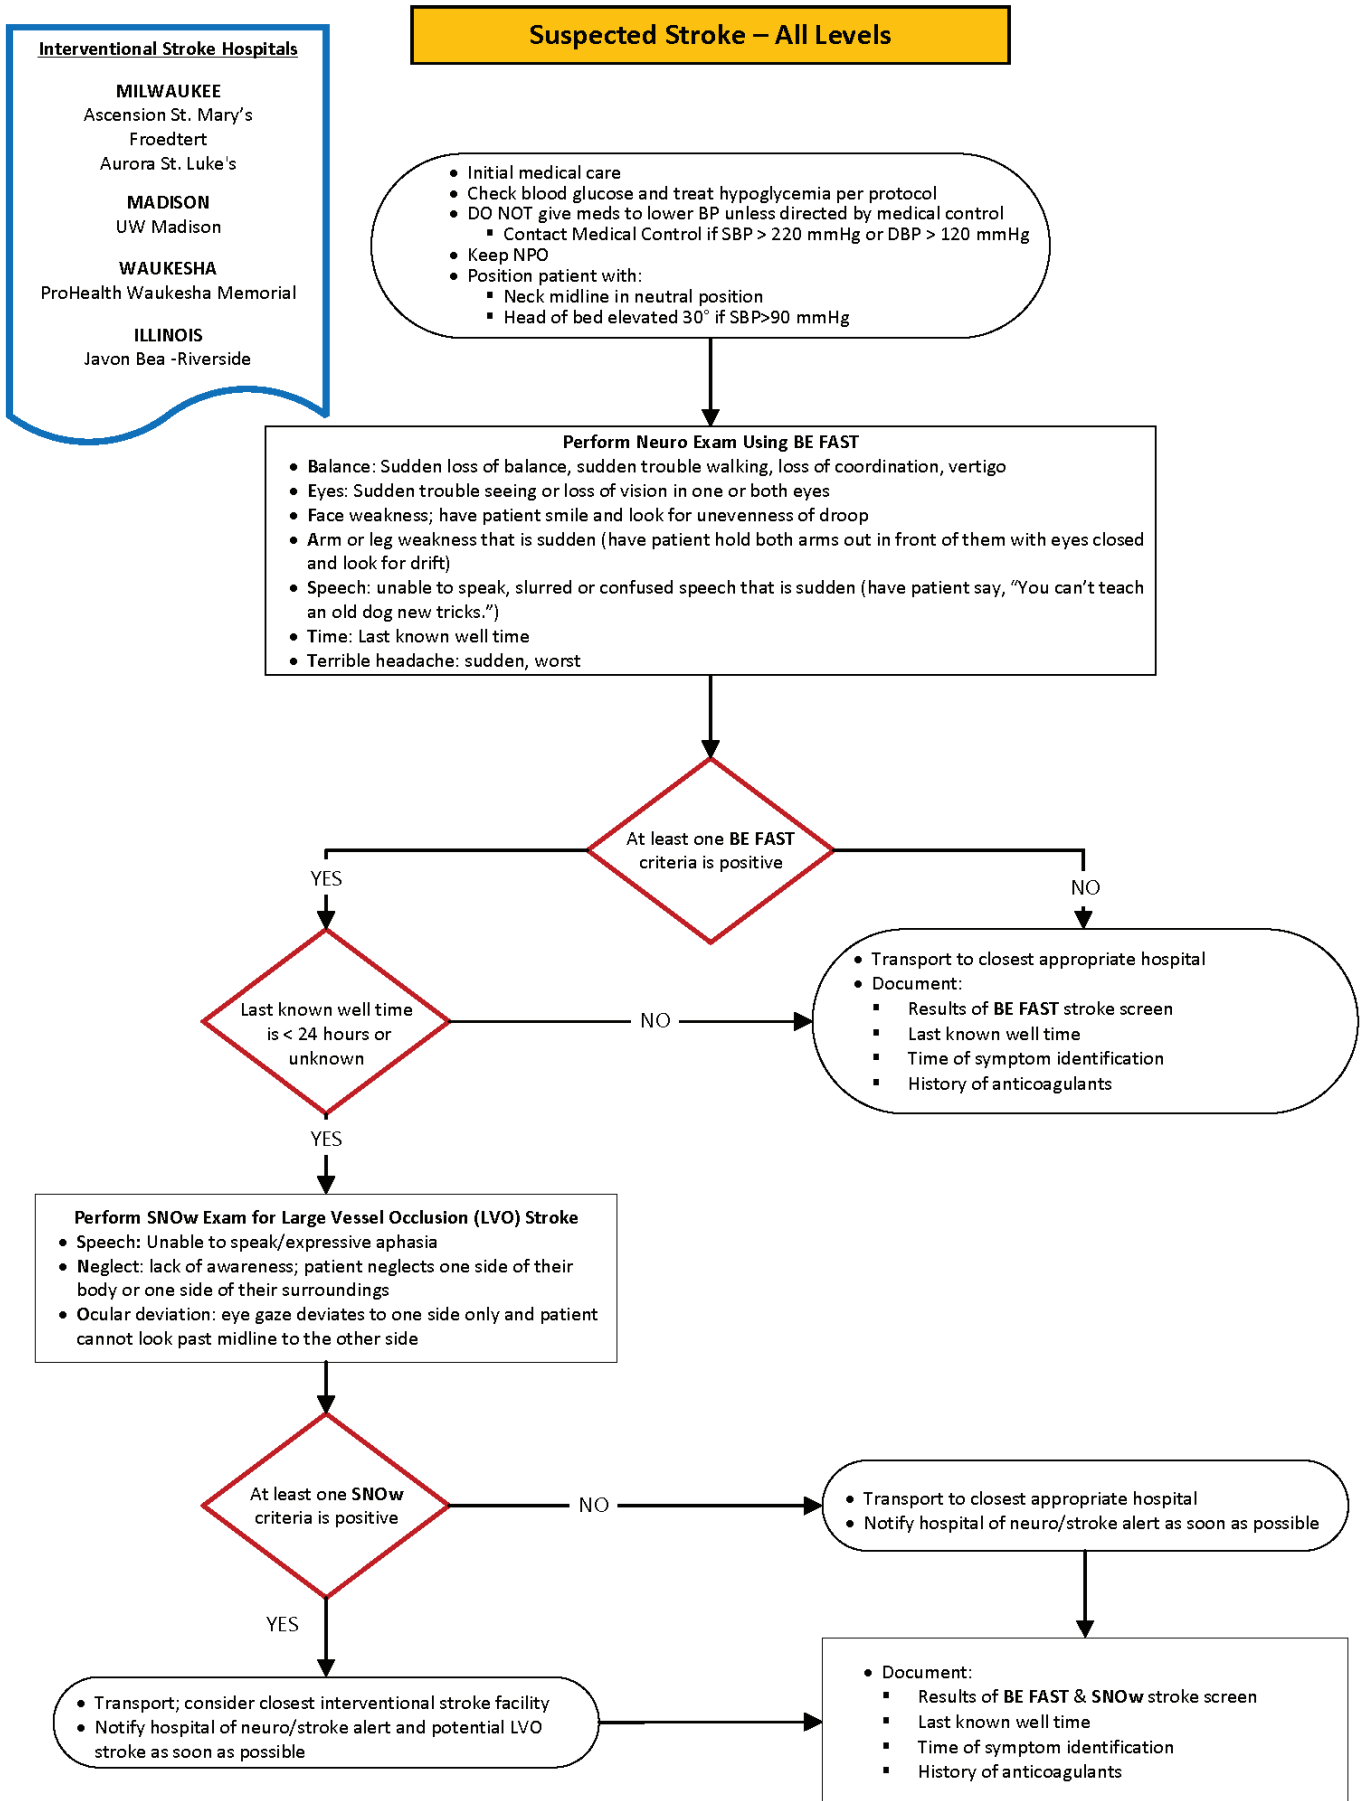 Suspected Stroke – All Levels
Interventional Stroke Hospitals
MILWAUKEE
Ascension St. Mary’s
Froedtert
Aurora St. Luke's
MADISON
UW Madison
WAUKESHA
ProHealth Waukesha Memorial
ILLINOIS
Javon Bea -Riverside
• Initial medical care
• Check blood glucose and treat hypoglycemia per protocol
• DO NOT give meds to lower BP unless directed by medical control
▪ Contact Medical Control if SBP > 220 mmHg or DBP > 120 mmHg
• Keep NPO
• Position patient with:
▪ Neck midline in neutral position
▪ Head of bed elevated 30° if SBP>90 mmHg
Perform Neuro Exam Using BE FAST
• Balance: Sudden loss of balance, sudden trouble walking, loss of coordination, vertigo
• Eyes: Sudden trouble seeing or loss of vision in one or both eyes
• Face weakness; have patient smile and look for unevenness of droop
• Arm or leg weakness that is sudden (have patient hold both arms out in front of them with eyes closed
and look for drift)
• Speech: unable to speak, slurred or confused speech that is sudden (have patient say, “You can’t teach
an old dog new tricks.”)
• Time: Last known well time
• Terrible headache: sudden, worst
At least one BE FAST
criteria is positive
YES
NO
Last known well time
is < 24 hours or
unknown
NO
• Transport to closest appropriate hospital
• Document:
▪ Results of BE FAST stroke screen
▪ Last known well time
▪ Time of symptom identification
▪ History of anticoagulants
YES
Perform SNOw Exam for Large Vessel Occlusion (LVO) Stroke
• Speech: Unable to speak/expressive aphasia
• Neglect: lack of awareness; patient neglects one side of their
body or one side of their surroundings
• Ocular deviation: eye gaze deviates to one side only and patient
cannot look past midline to the other side
At least one SNOw
criteria is positive
NO
• Transport to closest appropriate hospital
• Notify hospital of neuro/stroke alert as soon as possible
YES
• Transport; consider closest interventional stroke facility
• Notify hospital of neuro/stroke alert and potential LVO
stroke as soon as possible
• Document:
▪ Results of BE FAST & SNOw stroke screen
▪ Last known well time
▪ Time of symptom identification
▪ History of anticoagulants